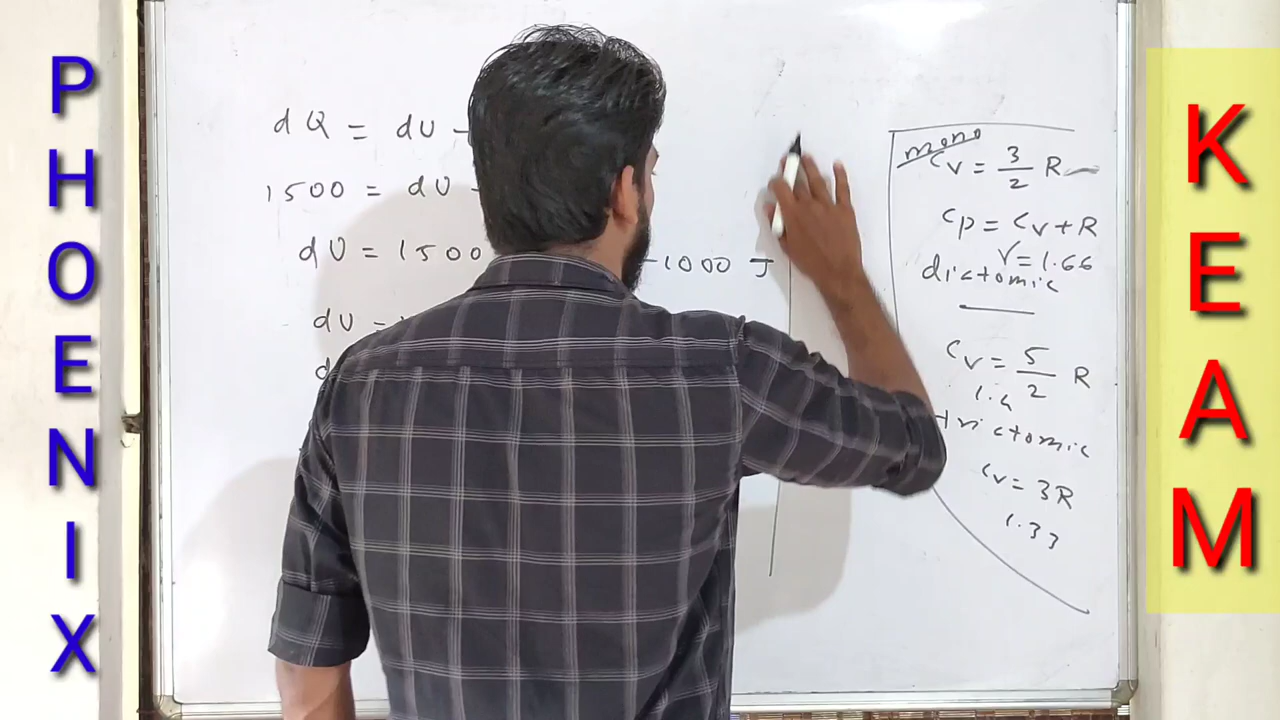 PHOENIX
dQ = dU -
1500 = dU -
dU = 1500 -1000 J
dU =
d
mono
Cv = 3/2 R
Cp = Cv + R
γ = 1.66
diatomic
Cv = 5/2 R
1.4
triatomic
Cv = 3R
1.33
KEAM